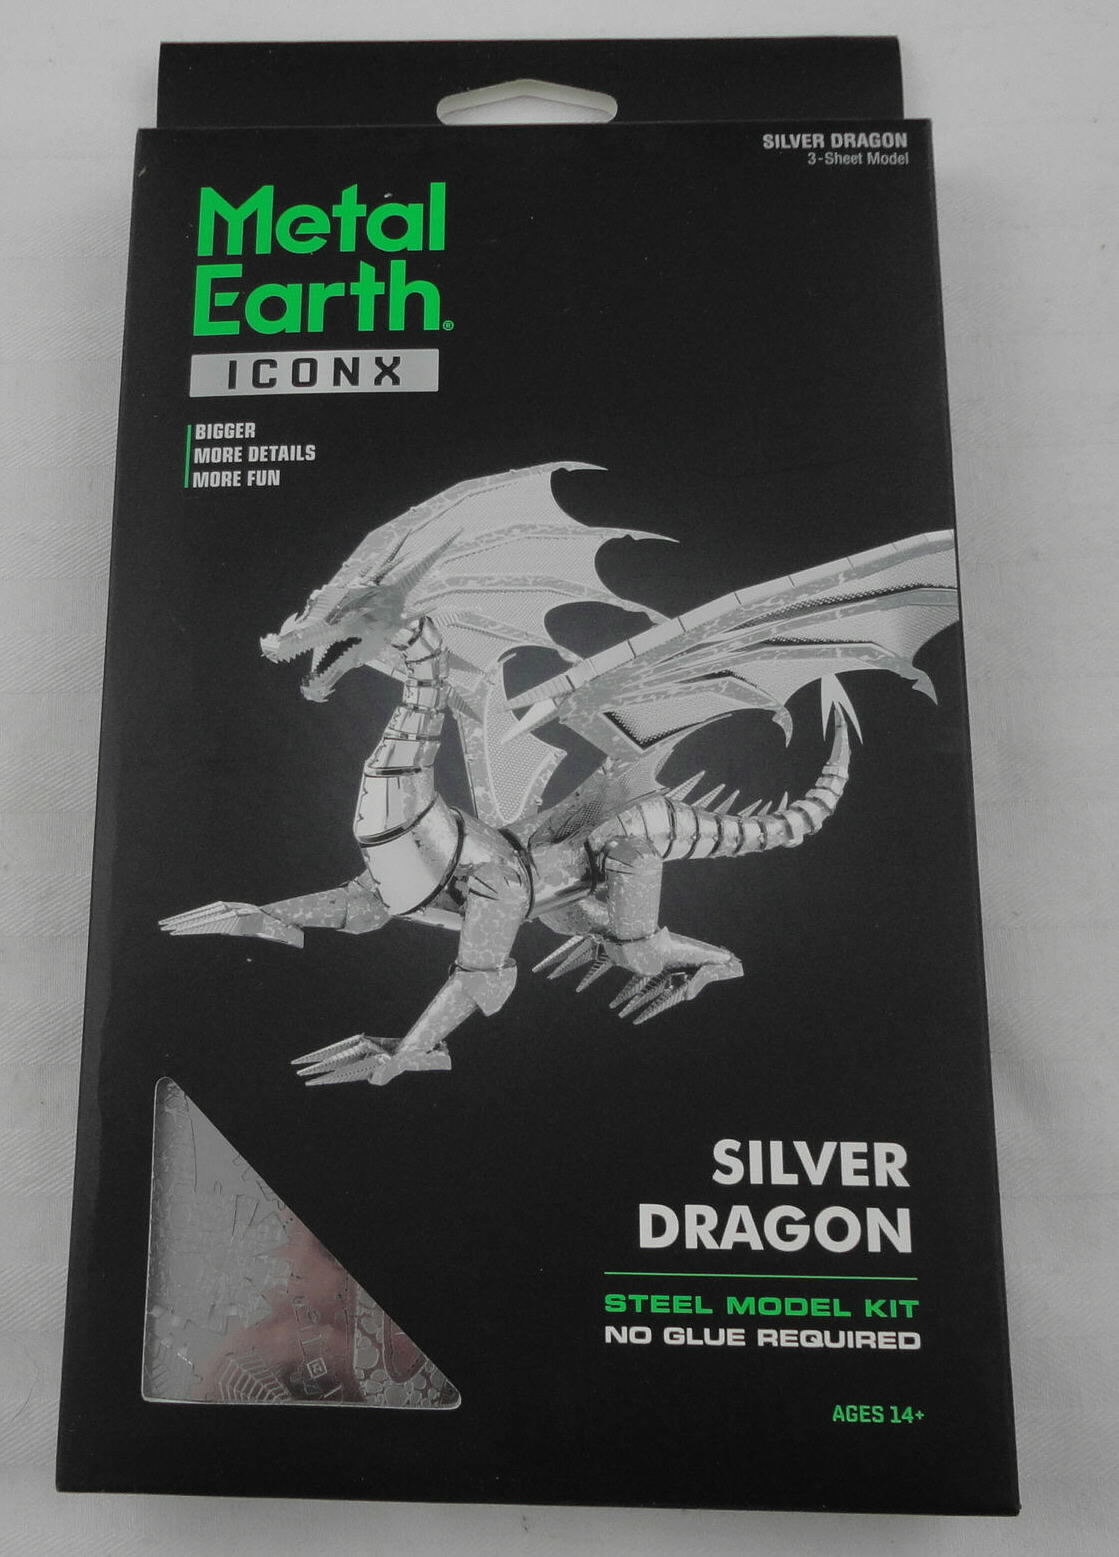 SILVER DRAGON
3-Sheet Model
Metal
Earth®
ICONX
BIGGER
MORE DETAILS
MORE FUN
SILVER
DRAGON
STEEL MODEL KIT
NO GLUE REQUIRED
AGES 14+